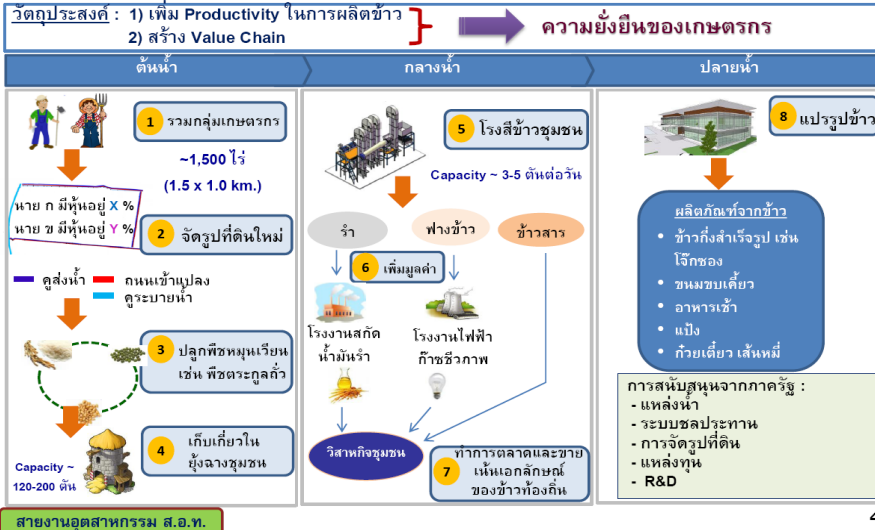 วัตถุประสงค์ : 1) เพิ่ม Productivity ในการผลิตข้าว
2) สร้าง Value Chain
ความยั่งยืนของเกษตรกร
ต้นน้ำ
กลางน้ำ
ปลายน้ำ
1 รวมกลุ่มเกษตรกร
~1,500 ไร่
(1.5 x 1.0 km.)
นาย ก มีหุ้นอยู่ X %
นาย ข มีหุ้นอยู่ Y %
2 จัดรูปที่ดินใหม่
คูส่งน้ำ
ถนนเข้าแปลง
คูระบายน้ำ
3 ปลูกพืชหมุนเวียน
เช่น พืชตระกูลถั่ว
4 เก็บเกี่ยวใน
ยุ้งฉางชุมชน
Capacity ~
120-200 ตัน
5 โรงสีข้าวชุมชน
Capacity ~ 3-5 ตันต่อวัน
รำ
ฟางข้าว
ข้าวสาร
6 เพิ่มมูลค่า
โรงงานสกัด
น้ำมันรำ
โรงงานไฟฟ้า
ก๊าซชีวภาพ
วิสาหกิจชุมชน
7 ทำการตลาดและขาย
เน้นเอกลักษณ์
ของข้าวท้องถิ่น
8 แปรรูปข้าว
ผลิตภัณฑ์จากข้าว
• ข้าวกึ่งสำเร็จรูป เช่น
โจ๊กซอง
• ขนมขบเคี้ยว
• อาหารเช้า
• แป้ง
• ก๋วยเตี๋ยว เส้นหมี่
การสนับสนุนจากภาครัฐ :
- แหล่งน้ำ
- ระบบชลประทาน
- การจัดรูปที่ดิน
- แหล่งทุน
- R&D
สายงานอุตสาหกรรม ส.อ.ท.